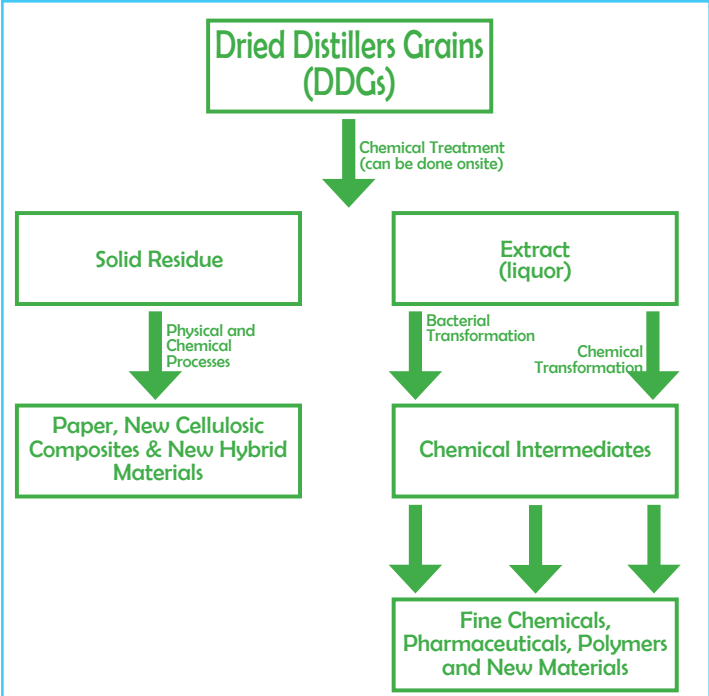 Dried Distillers Grains
(DDGs)
Chemical Treatment
(can be done onsite)
Solid Residue
Extract
(liquor)
Physical and
Chemical
Processes
Bacterial
Transformation
Chemical
Transformation
Paper, New Cellulosic
Composites & New Hybrid
Materials
Chemical Intermediates
Fine Chemicals,
Pharmaceuticals, Polymers
and New Materials